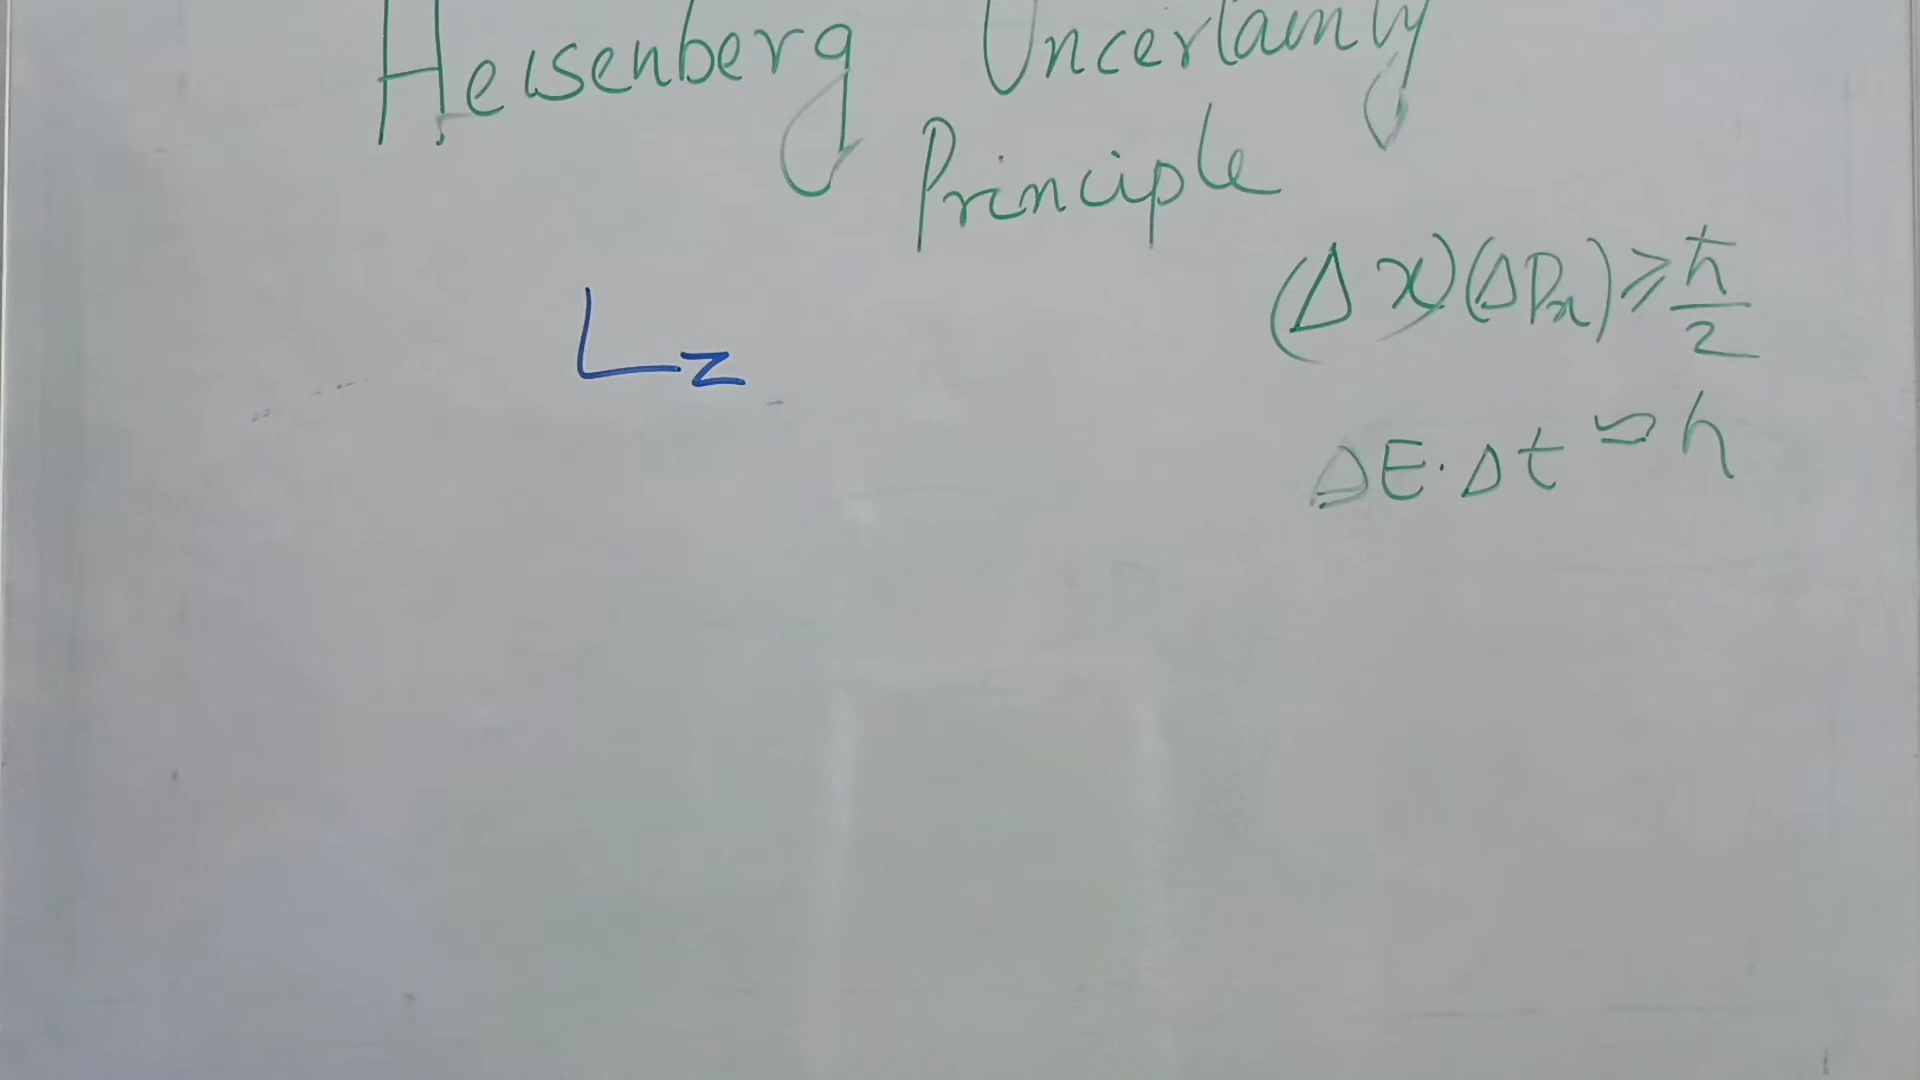 Heisenberg Uncertainty
Principle
(Δx)(ΔPx) ≥ ℏ/2
Lz
ΔE·Δt ≃ h